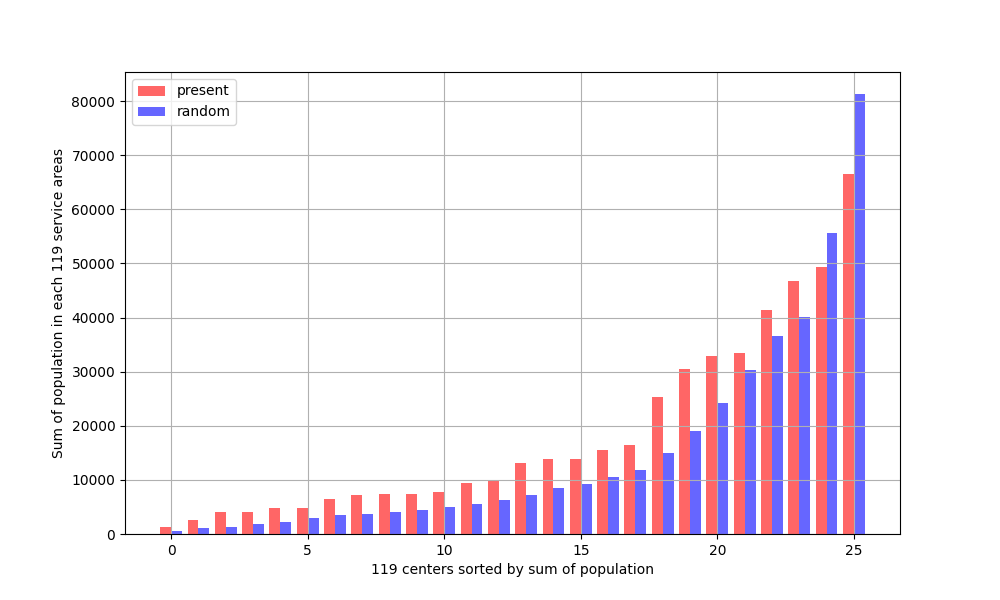 present
random
80000
70000
60000
50000
40000
30000
20000
10000
0
Sum of population in each 119 service areas
0 5 10 15 20 25
119 centers sorted by sum of population